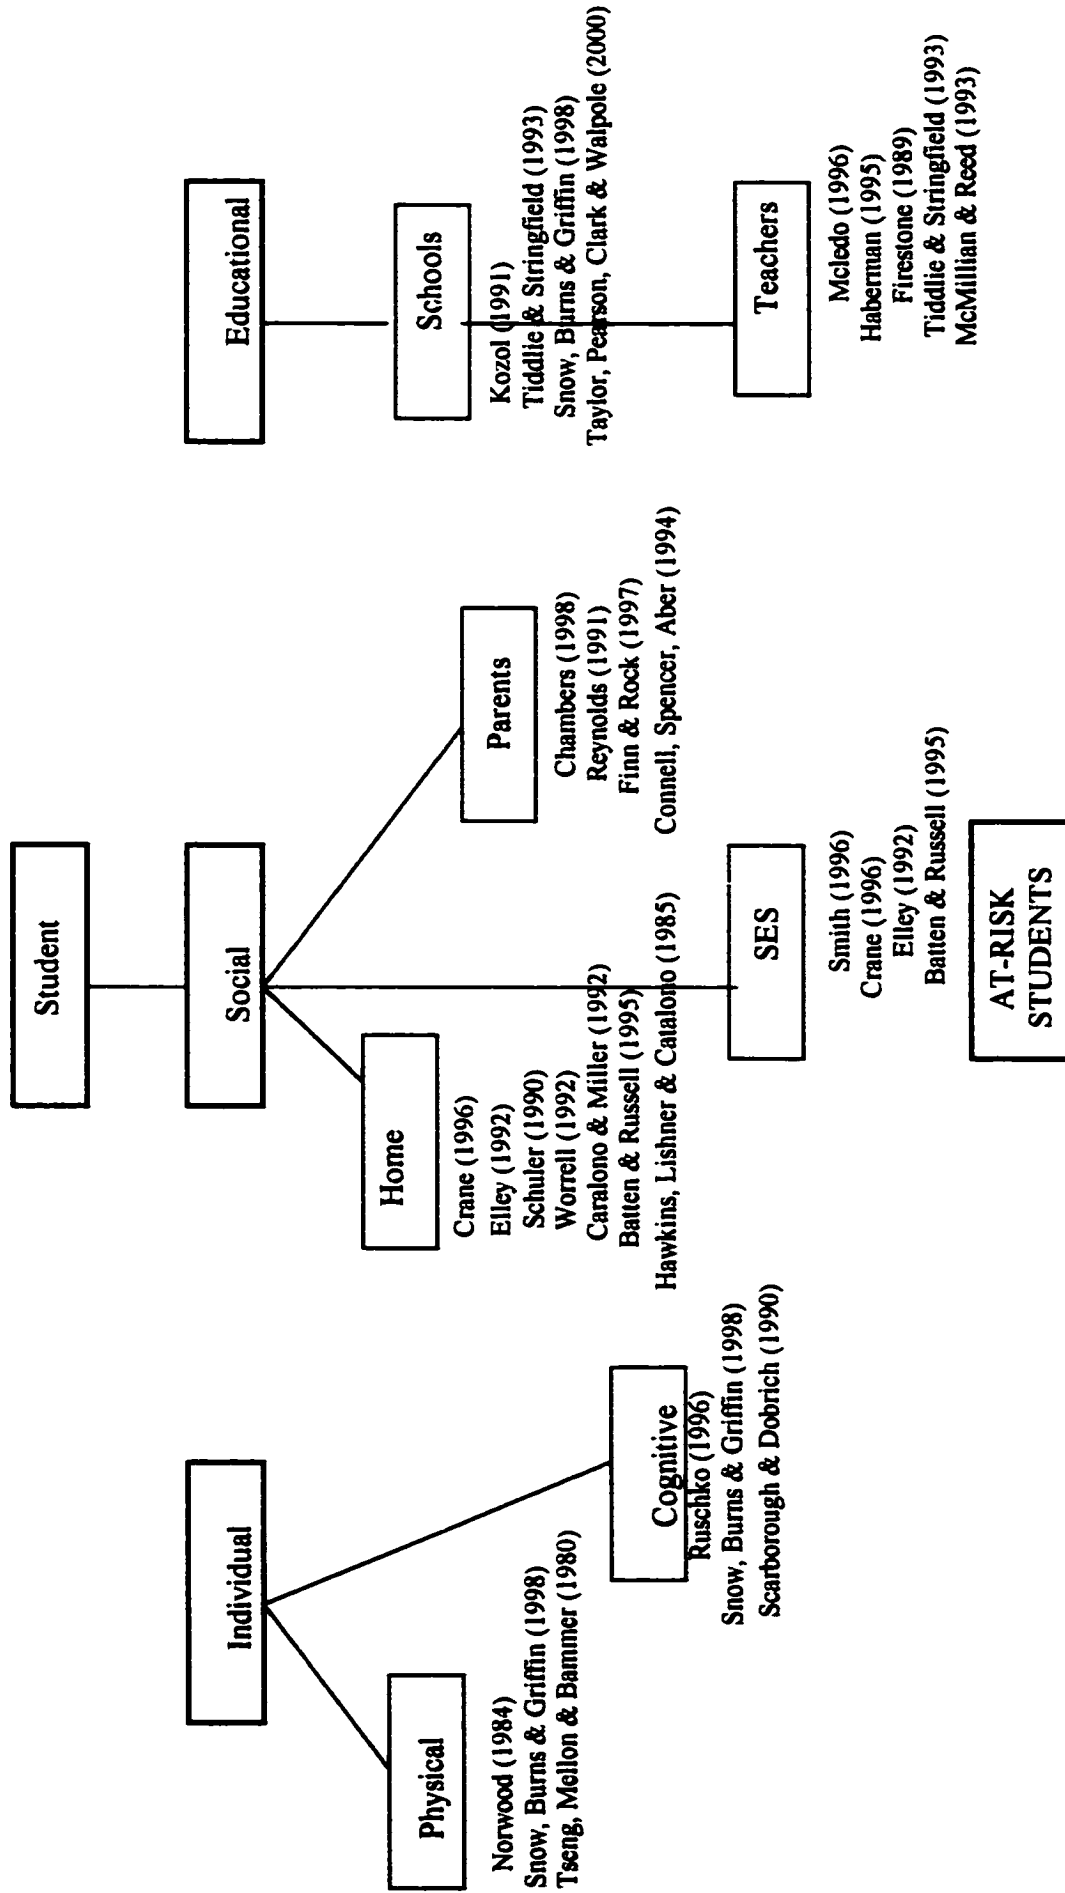 Student
Individual
Social
Educational
Physical
Norwood (1984)
Snow, Burns & Griffin (1998)
Tseng, Mellon & Bammer (1980)
Cognitive
Ruschko (1996)
Snow, Burns & Griffin (1998)
Scarborough & Dobrich (1990)
Home
Crane (1996)
Elley (1992)
Schuler (1990)
Worrell (1992)
Caralono & Miller (1992)
Batten & Russell (1995)
Hawkins, Lishner & Catalono (1985)
Parents
Chambers (1998)
Reynolds (1991)
Finn & Rock (1997)
Connell, Spencer, Aber (1994)
SES
Smith (1996)
Crane (1996)
Elley (1992)
Batten & Russell (1995)
Schools
Kozol (1991)
Tiddlie & Stringfield (1993)
Snow, Burns & Griffin (1998)
Taylor, Pearson, Clark & Walpole (2000)
Teachers
Mcledo (1996)
Haberman (1995)
Firestone (1989)
Tiddlie & Stringfield (1993)
McMillian & Reed (1993)
AT-RISK
STUDENTS